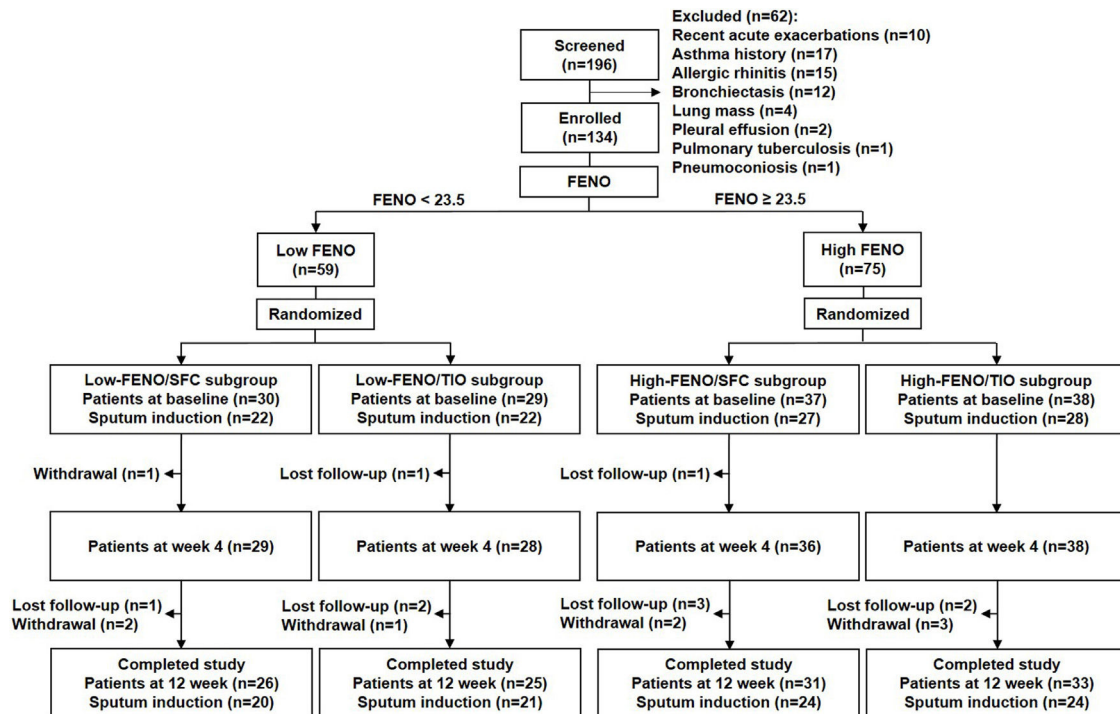 Excluded (n=62):
Recent acute exacerbations (n=10)
Asthma history (n=17)
Allergic rhinitis (n=15)
Bronchiectasis (n=12)
Lung mass (n=4)
Pleural effusion (n=2)
Pulmonary tuberculosis (n=1)
Pneumoconiosis (n=1)
Screened
(n=196)
Enrolled
(n=134)
FENO
FENO < 23.5
FENO ≥ 23.5
Low FENO
(n=59)
High FENO
(n=75)
Randomized
Randomized
Low-FENO/SFC subgroup
Patients at baseline (n=30)
Sputum induction (n=22)
Low-FENO/TIO subgroup
Patients at baseline (n=29)
Sputum induction (n=22)
High-FENO/SFC subgroup
Patients at baseline (n=37)
Sputum induction (n=27)
High-FENO/TIO subgroup
Patients at baseline (n=38)
Sputum induction (n=28)
Withdrawal (n=1)
Lost follow-up (n=1)
Lost follow-up (n=1)
Patients at week 4 (n=29)
Patients at week 4 (n=28)
Patients at week 4 (n=36)
Patients at week 4 (n=38)
Lost follow-up (n=1)
Withdrawal (n=2)
Lost follow-up (n=2)
Withdrawal (n=1)
Lost follow-up (n=3)
Withdrawal (n=2)
Lost follow-up (n=2)
Withdrawal (n=3)
Completed study
Patients at 12 week (n=26)
Sputum induction (n=20)
Completed study
Patients at 12 week (n=25)
Sputum induction (n=21)
Completed study
Patients at 12 week (n=31)
Sputum induction (n=24)
Completed study
Patients at 12 week (n=33)
Sputum induction (n=24)